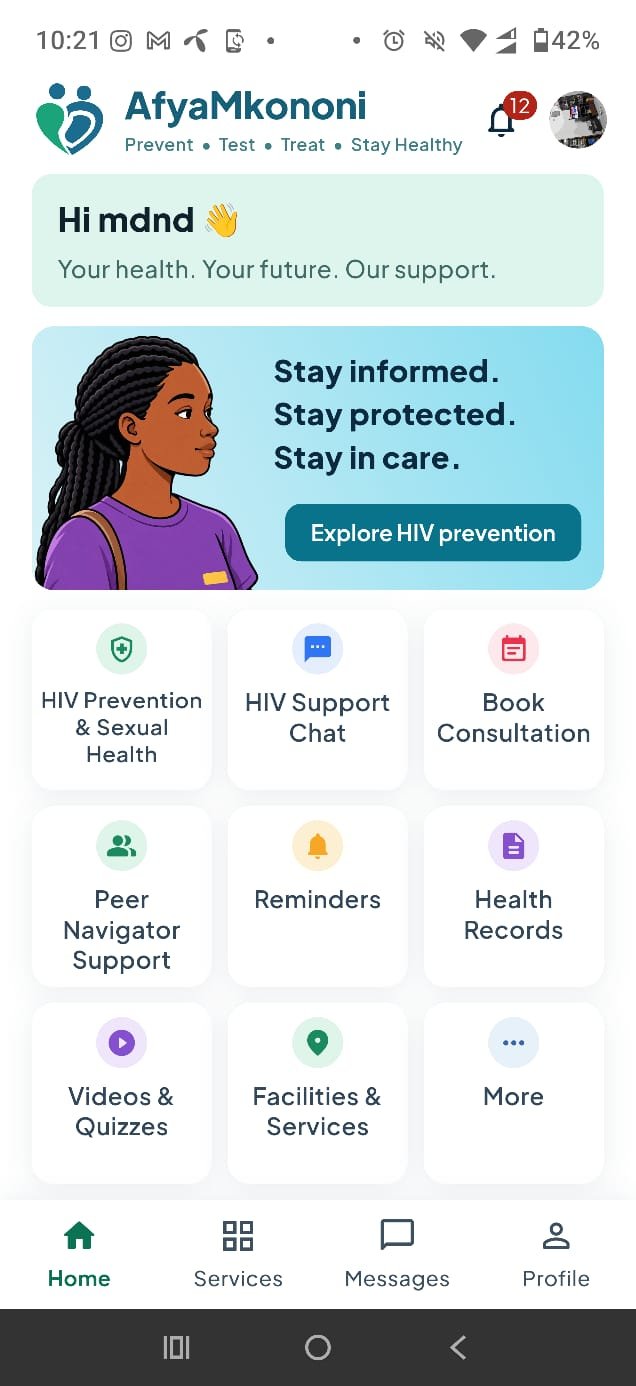 10:21
42%
AfyaMkononi
12
Prevent • Test • Treat • Stay Healthy
Hi mdnd 👋
Your health. Your future. Our support.
Stay informed.
Stay protected.
Stay in care.
Explore HIV prevention
HIV Prevention
& Sexual
Health
HIV Support
Chat
Book
Consultation
Peer
Navigator
Support
Reminders
Health
Records
Videos &
Quizzes
Facilities &
Services
More
Home
Services
Messages
Profile